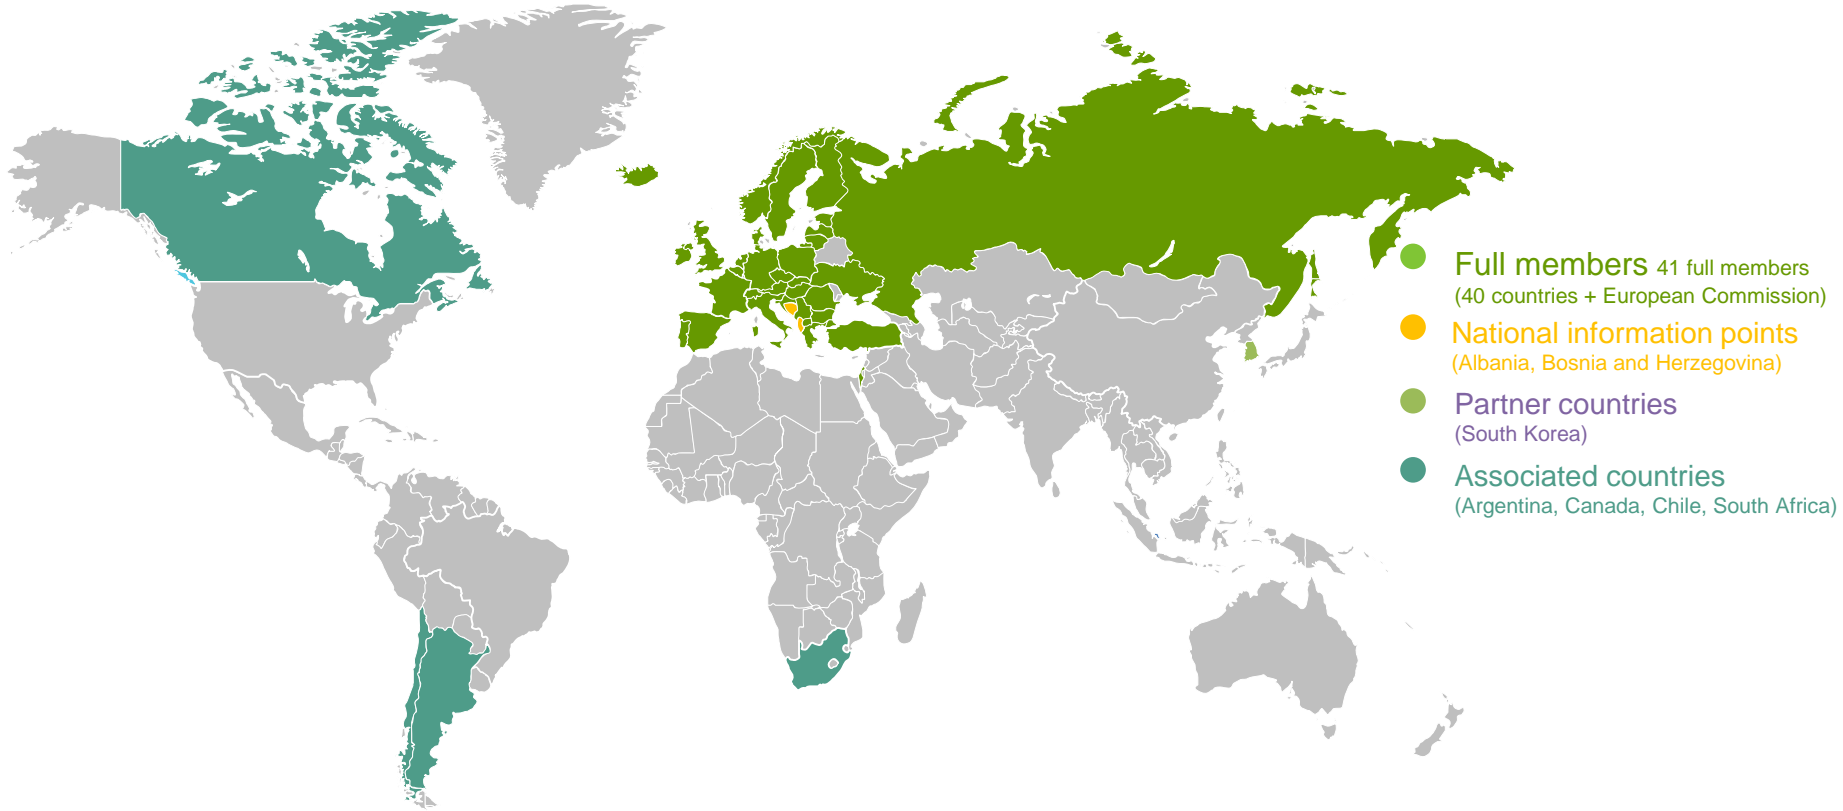 Full members 41 full members
(40 countries + European Commission)
National information points
(Albania, Bosnia and Herzegovina)
Partner countries
(South Korea)
Associated countries
(Argentina, Canada, Chile, South Africa)